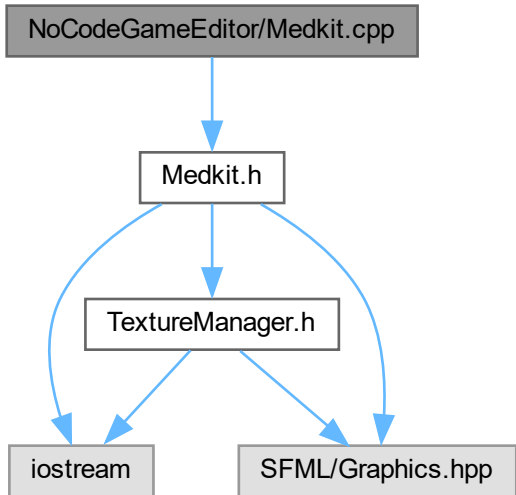 NoCodeGameEditor/Medkit.cpp
Medkit.h
TextureManager.h
iostream
SFML/Graphics.hpp